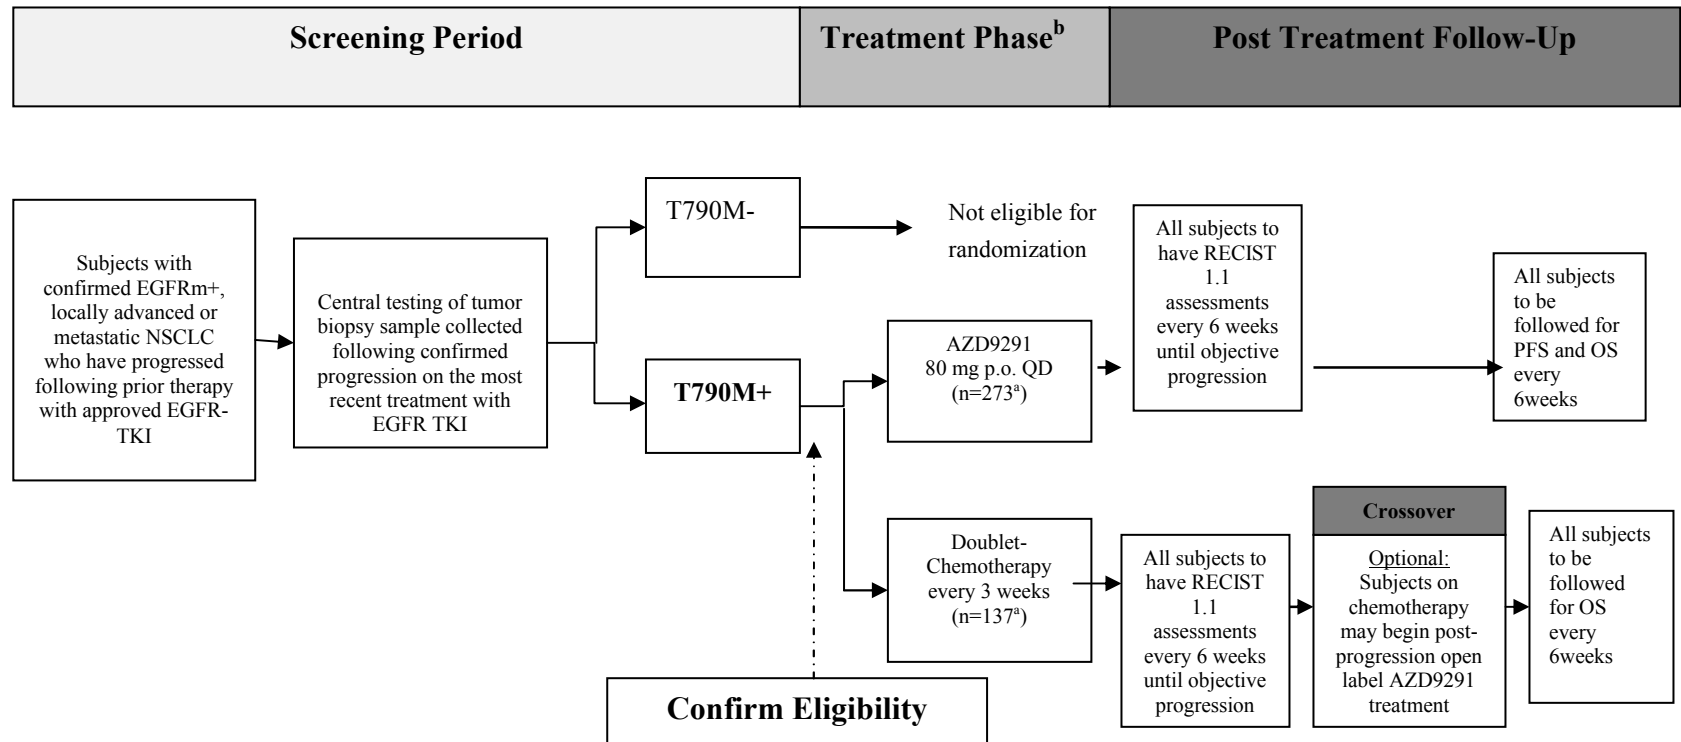 Screening Period
Treatment Phaseb
Post Treatment Follow-Up
Subjects with
confirmed EGFRm+,
locally advanced or
metastatic NSCLC
who have progressed
following prior therapy
with approved EGFR-
TKI
Central testing of tumor
biopsy sample collected
following confirmed
progression on the most
recent treatment with
EGFR TKI
T790M-
Not eligible for
randomization
T790M+
Confirm Eligibility
AZD9291
80 mg p.o. QD
(n=273a)
All subjects to
have RECIST
1.1
assessments
every 6 weeks
until objective
progression
All subjects
to be
followed for
PFS and OS
every
6weeks
Doublet-
Chemotherapy
every 3 weeks
(n=137a)
All subjects to
have RECIST
1.1
assessments
every 6 weeks
until objective
progression
Crossover
Optional:
Subjects on
chemotherapy
may begin post-
progression open
label AZD9291
treatment
All subjects
to be
followed
for OS
every
6weeks